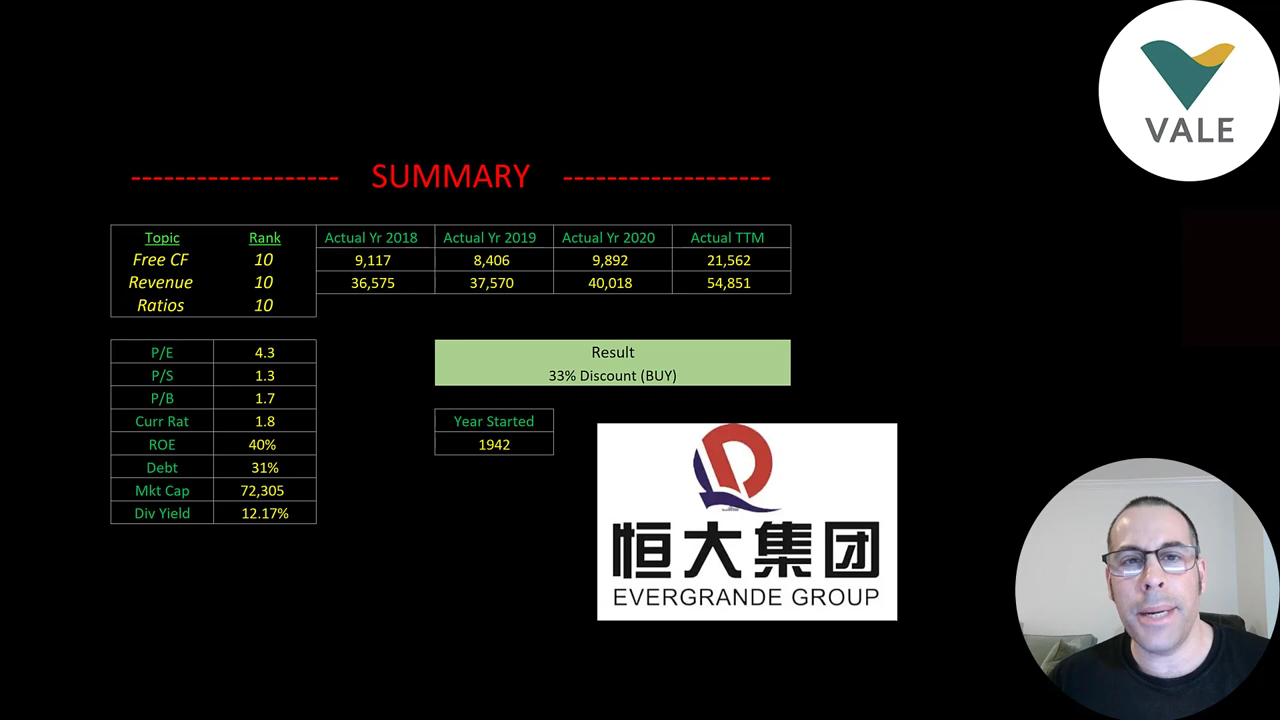 VALE
------------------- SUMMARY -------------------
Topic Rank Actual Yr 2018 Actual Yr 2019 Actual Yr 2020 Actual TTM
Free CF 10 9,117 8,406 9,892 21,562
Revenue 10 36,575 37,570 40,018 54,851
Ratios 10
P/E 4.3
P/S 1.3
P/B 1.7
Curr Rat 1.8
ROE 40%
Debt 31%
Mkt Cap 72,305
Div Yield 12.17%
Result
33% Discount (BUY)
Year Started
1942
恒大集团
EVERGRANDE GROUP